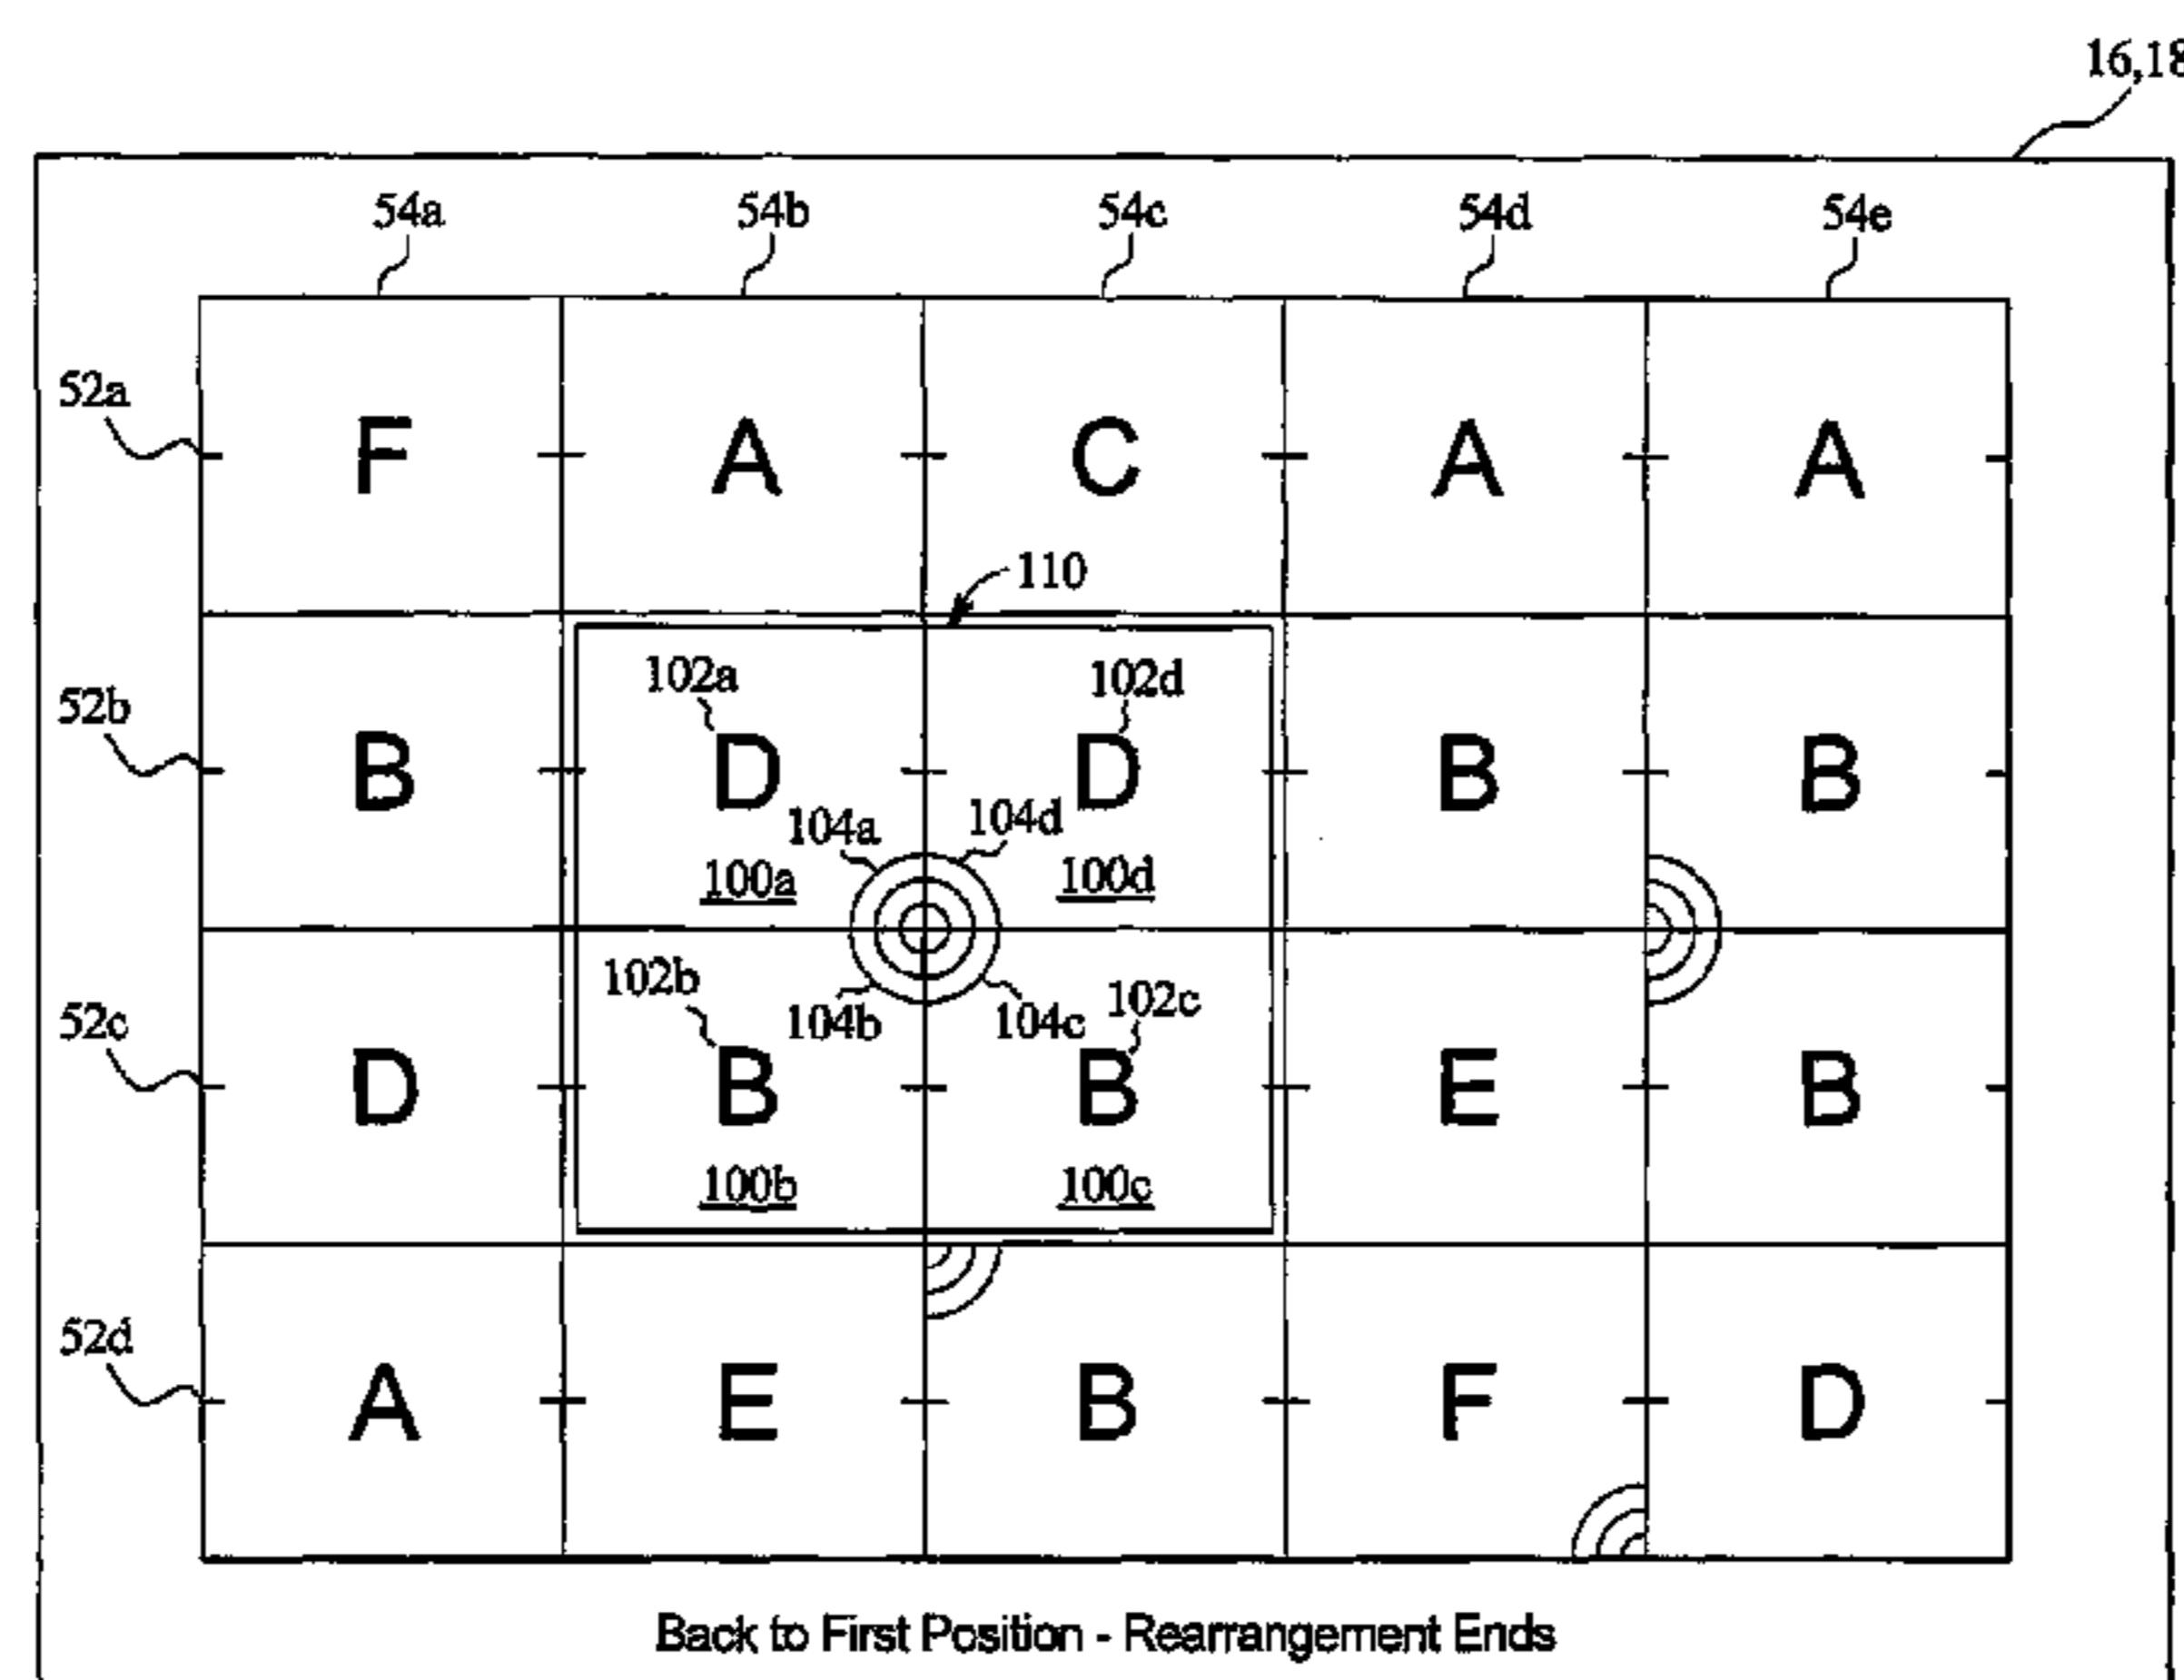 16,18
54a 54b 54c 54d 54e
52a
F A C A A
110
102a 102d
52b
B D D B B
104a 104d
100a 100d
102b 102c
52c
104b 104c
D B B E B
100b 100c
52d
A E B F D
Back to First Position - Rearrangement Ends